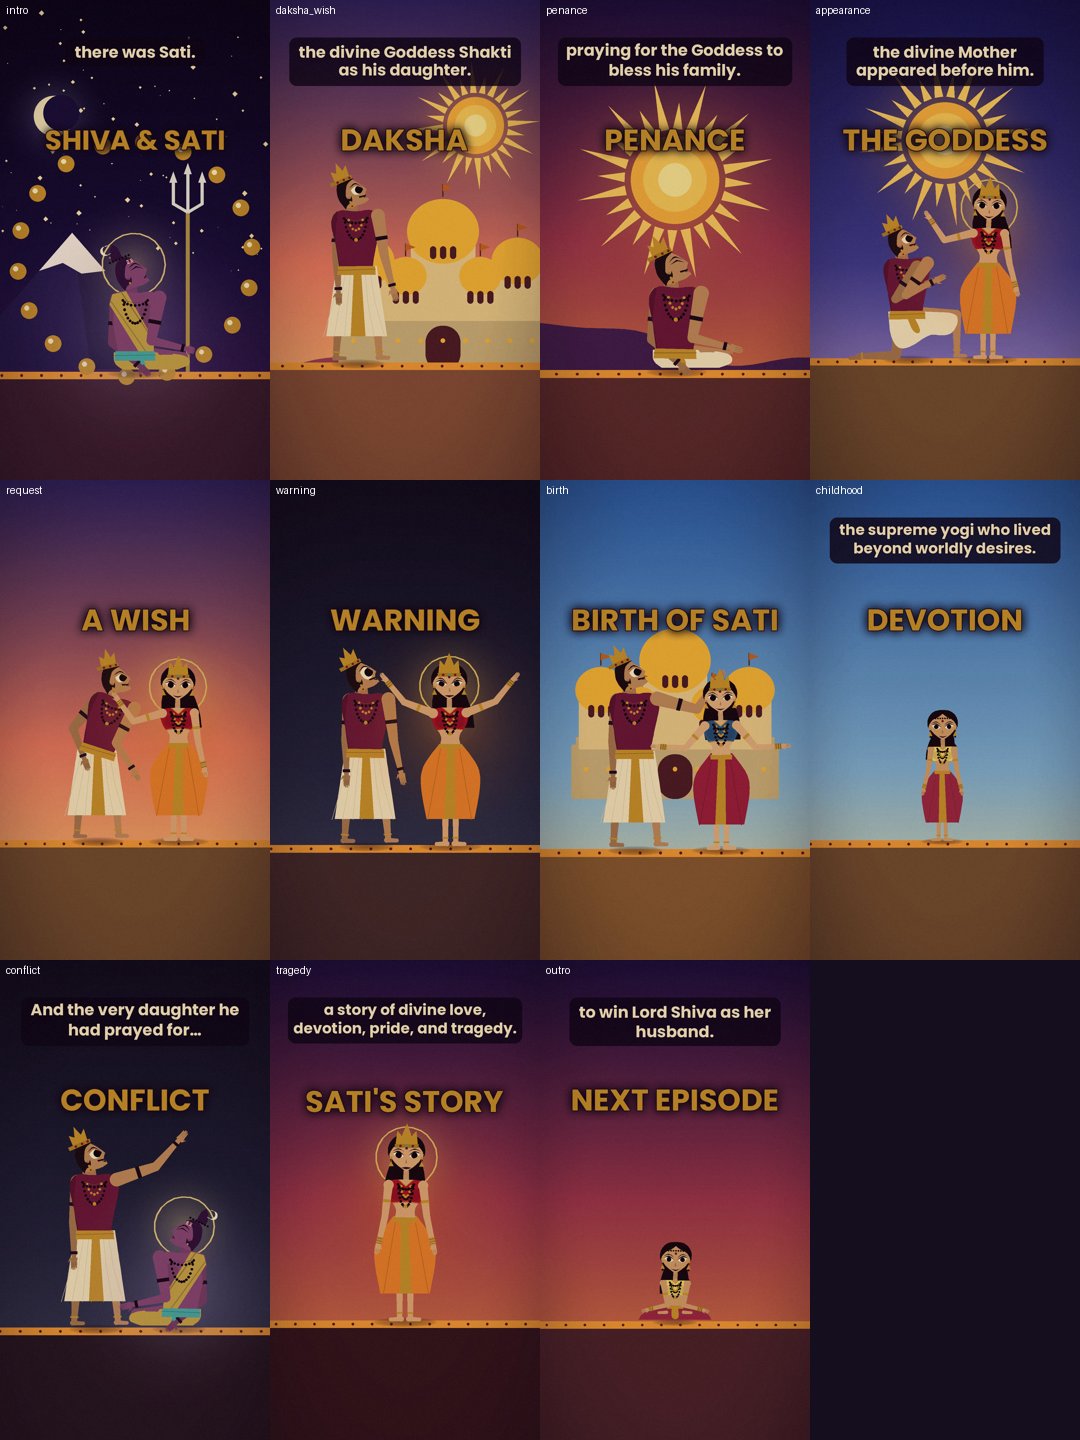 intro
there was Sati.
SHIVA & SATI
daksha_wish
the divine Goddess Shakti
as his daughter.
DAKSHA
penance
praying for the Goddess to
bless his family.
PENANCE
appearance
the divine Mother
appeared before him.
THE GODDESS
request
A WISH
warning
WARNING
birth
BIRTH OF SATI
childhood
the supreme yogi who lived
beyond worldly desires.
DEVOTION
conflict
And the very daughter he
had prayed for...
CONFLICT
tragedy
a story of divine love,
devotion, pride, and tragedy.
SATI'S STORY
outro
to win Lord Shiva as her
husband.
NEXT EPISODE